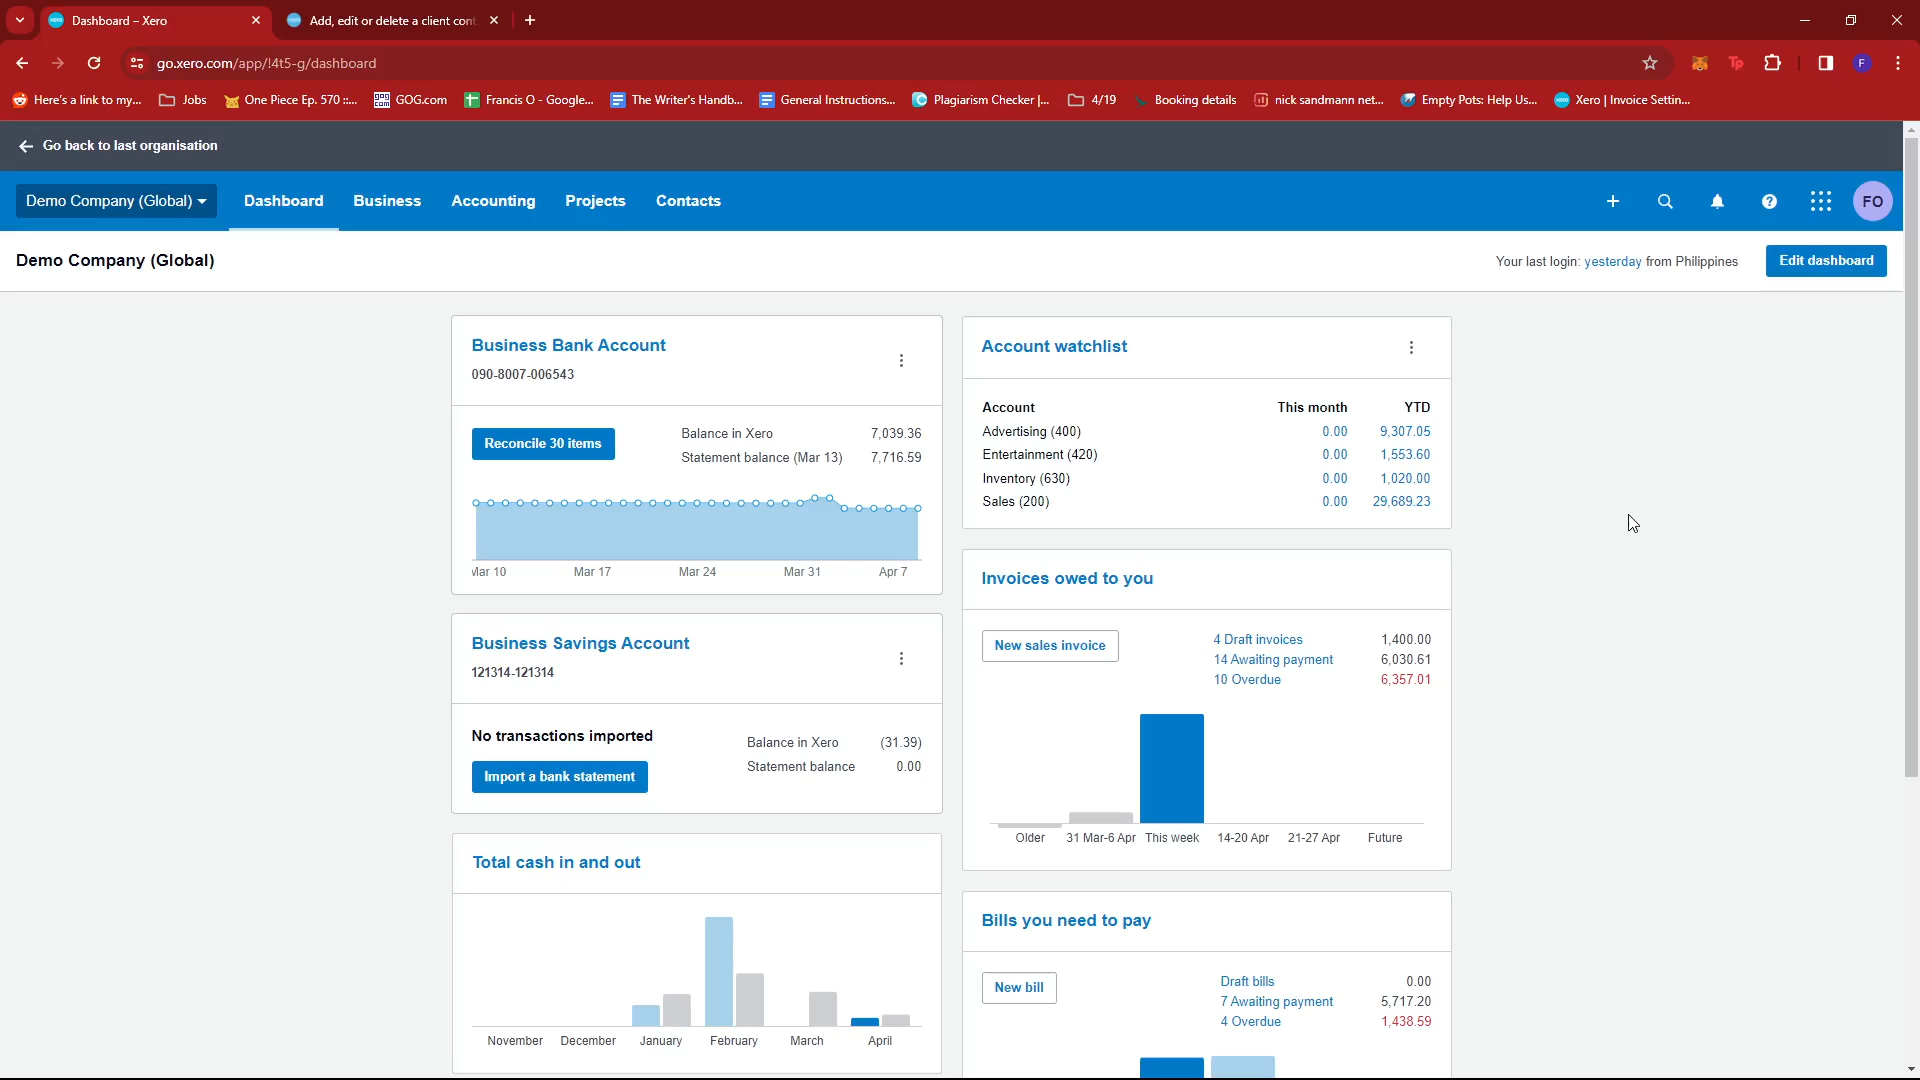 Dashboard – Xero
Add, edit or delete a client cont
go.xero.com/app/!4t5-g/dashboard
Here's a link to my...
Jobs
One Piece Ep. 570 ::...
GOG.com
Francis O - Google...
The Writer's Handb...
General Instructions...
Plagiarism Checker |...
4/19
Booking details
nick sandmann net...
Empty Pots: Help Us...
Xero | Invoice Settin...
Go back to last organisation
Demo Company (Global)
Dashboard
Business
Accounting
Projects
Contacts
FO
Demo Company (Global)
Your last login: yesterday from Philippines
Edit dashboard
Business Bank Account
090-8007-006543
Reconcile 30 items
Balance in Xero 7,039.36
Statement balance (Mar 13) 7,716.59
Mar 10 Mar 17 Mar 24 Mar 31 Apr 7
Business Savings Account
121314-121314
No transactions imported
Import a bank statement
Balance in Xero (31.39)
Statement balance 0.00
Total cash in and out
November December January February March April
Account watchlist
Account This month YTD
Advertising (400) 0.00 9,307.05
Entertainment (420) 0.00 1,553.60
Inventory (630) 0.00 1,020.00
Sales (200) 0.00 29,689.23
Invoices owed to you
New sales invoice
4 Draft invoices 1,400.00
14 Awaiting payment 6,030.61
10 Overdue 6,357.01
Older 31 Mar-6 Apr This week 14-20 Apr 21-27 Apr Future
Bills you need to pay
New bill
Draft bills 0.00
7 Awaiting payment 5,717.20
4 Overdue 1,438.59